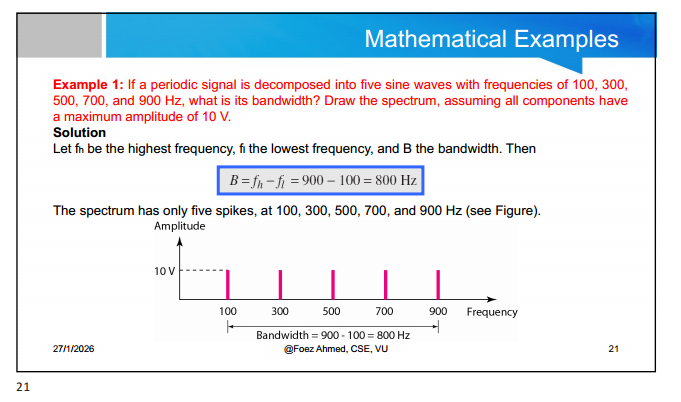 Mathematical Examples
Example 1: If a periodic signal is decomposed into five sine waves with frequencies of 100, 300,
500, 700, and 900 Hz, what is its bandwidth? Draw the spectrum, assuming all components have
a maximum amplitude of 10 V.
Solution
Let fh be the highest frequency, fl the lowest frequency, and B the bandwidth. Then
B = fh – fl = 900 – 100 = 800 Hz
The spectrum has only five spikes, at 100, 300, 500, 700, and 900 Hz (see Figure).
Amplitude
10 V
100 300 500 700 900 Frequency
Bandwidth = 900 - 100 = 800 Hz
27/1/2026 @Foez Ahmed, CSE, VU 21
21